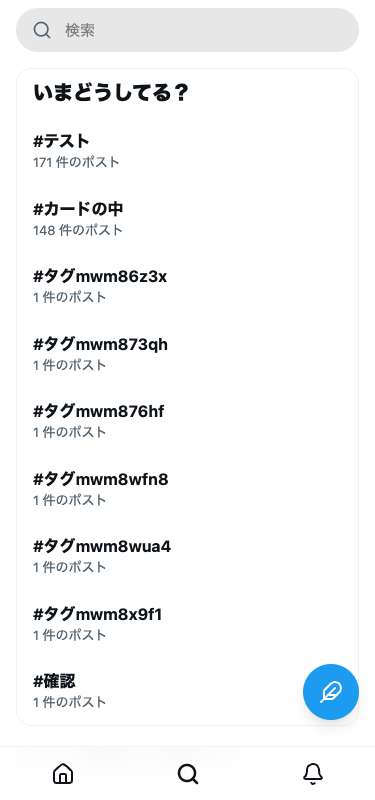 検索
いまどうしてる？
#テスト
171 件のポスト
#カードの中
148 件のポスト
#タグmwm86z3x
1 件のポスト
#タグmwm873qh
1 件のポスト
#タグmwm876hf
1 件のポスト
#タグmwm8wfn8
1 件のポスト
#タグmwm8wua4
1 件のポスト
#タグmwm8x9f1
1 件のポスト
#確認
1 件のポスト